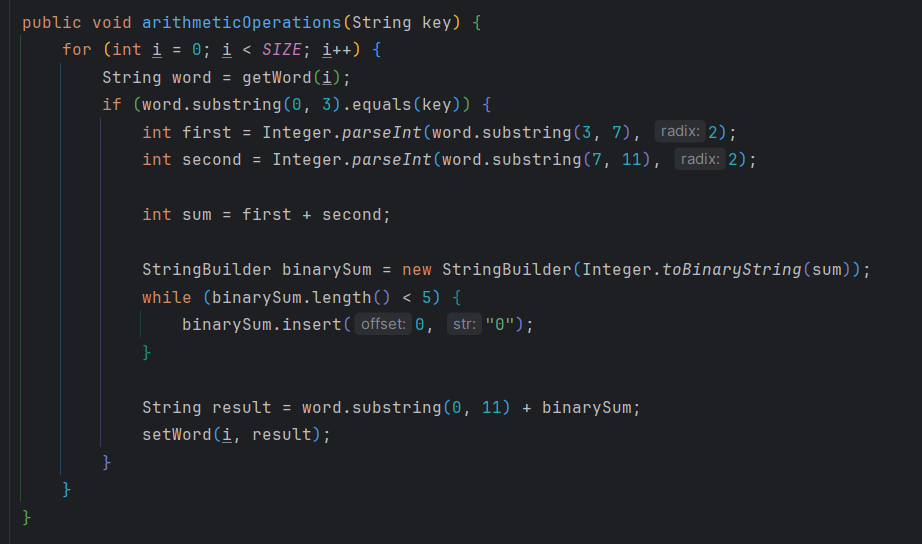 public void arithmeticOperations(String key) {
for (int i = 0; i < SIZE; i++) {
String word = getWord(i);
if (word.substring(0, 3).equals(key)) {
int first = Integer.parseInt(word.substring(3, 7), radix: 2);
int second = Integer.parseInt(word.substring(7, 11), radix: 2);
int sum = first + second;
StringBuilder binarySum = new StringBuilder(Integer.toBinaryString(sum));
while (binarySum.length() < 5) {
binarySum.insert( offset: 0, str: "0");
}
String result = word.substring(0, 11) + binarySum;
setWord(i, result);
}
}
}